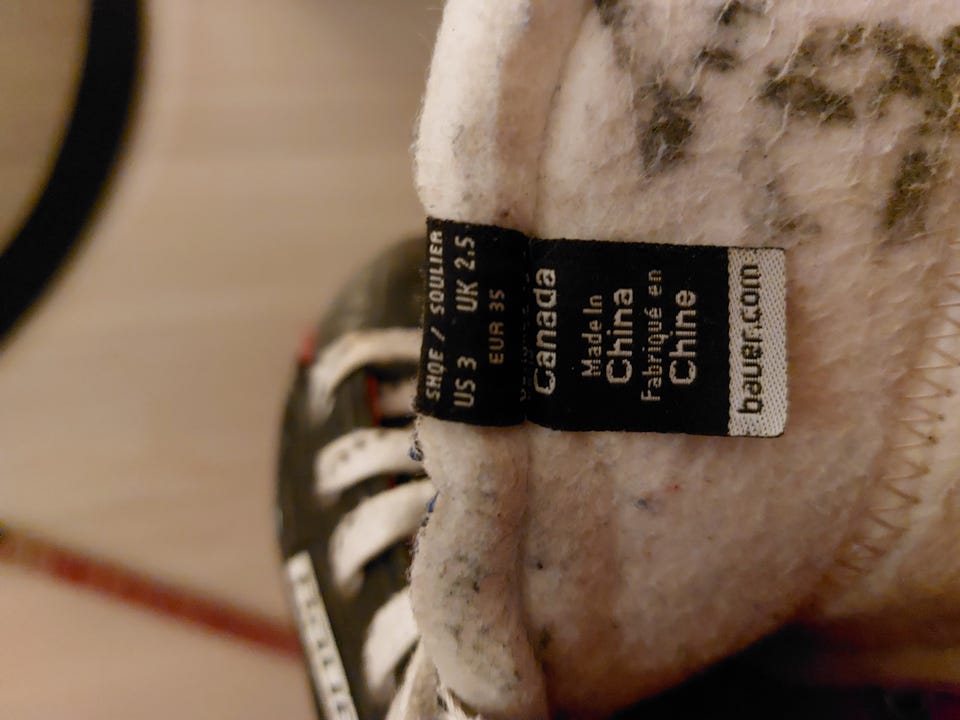 SHOE / SOULIER
US 3 UK 2.5
EUR 35
Canada
Made In
China
Fabriqué en
Chine
bauer.com